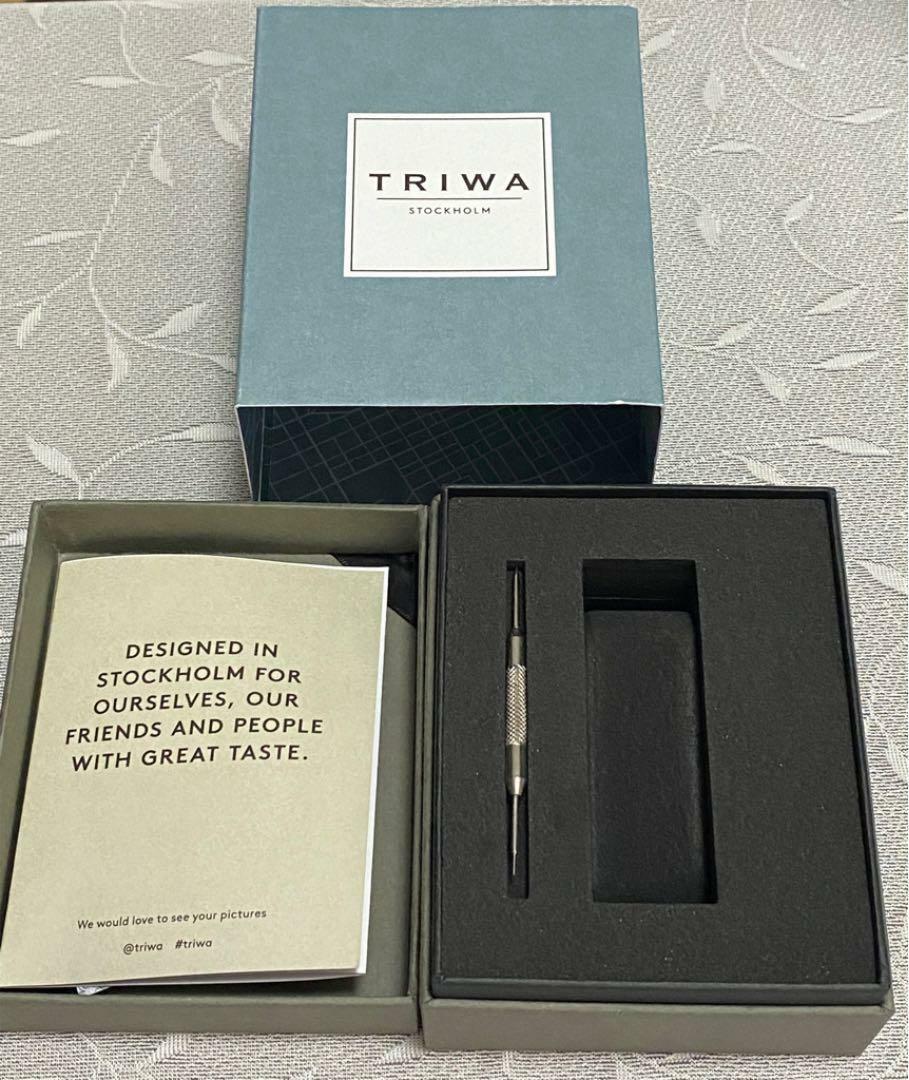 TRIWA
STOCKHOLM
DESIGNED IN
STOCKHOLM FOR
OURSELVES, OUR
FRIENDS AND PEOPLE
WITH GREAT TASTE.
We would love to see your pictures
@triwa #triwa